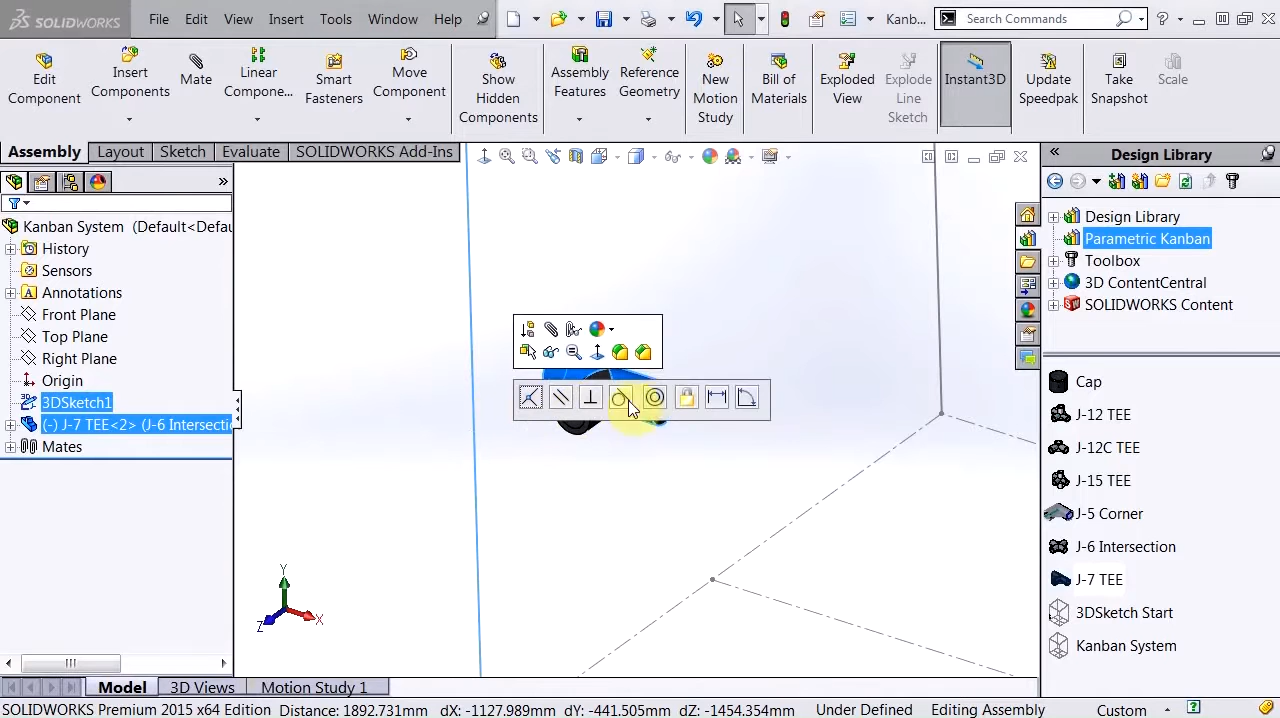 SOLIDWORKS File Edit View Insert Tools Window Help Kanb... Search Commands
Edit Component
Insert Components
Mate
Linear Compone...
Smart Fasteners
Move Component
Show Hidden Components
Assembly Features
Reference Geometry
New Motion Study
Bill of Materials
Exploded View
Explode Line Sketch
Instant3D
Update Speedpak
Take Snapshot
Scale
Assembly Layout Sketch Evaluate SOLIDWORKS Add-Ins
Design Library
Kanban System (Default<Defau
History
Sensors
Annotations
Front Plane
Top Plane
Right Plane
Origin
3DSketch1
(-) J-7 TEE<2> (J-6 Intersecti
Mates
Y
X
Z
Design Library
Parametric Kanban
Toolbox
3D ContentCentral
SOLIDWORKS Content
Cap
J-12 TEE
J-12C TEE
J-15 TEE
J-5 Corner
J-6 Intersection
J-7 TEE
3DSketch Start
Kanban System
Model 3D Views Motion Study 1
SOLIDWORKS Premium 2015 x64 Edition Distance: 1892.731mm dX: -1127.989mm dY: -441.505mm dZ: -1454.354mm Under Defined Editing Assembly Custom